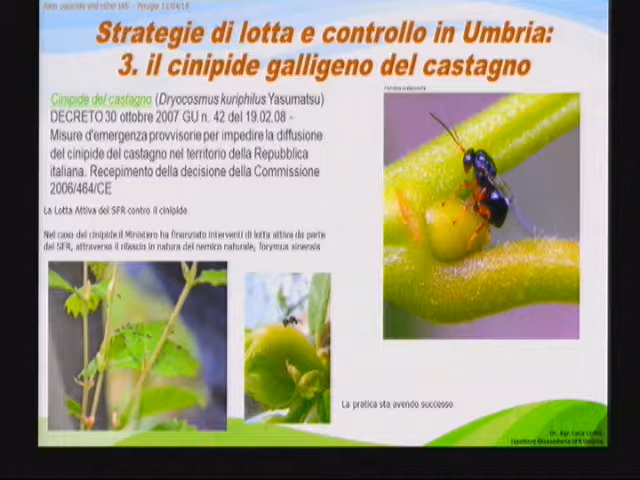 Strategie di lotta e controllo in Umbria:
3. il cinipide galligeno del castagno
Cinipide del castagno (Dryocosmus kuriphilus Yasumatsu)
DECRETO 30 ottobre 2007 GU n. 42 del 19.02.08 -
Misure d'emergenza provvisorie per impedire la diffusione
del cinipide del castagno nel territorio della Repubblica
italiana. Recepimento della decisione della Commissione
2006/464/CE
La Lotta Attiva del SFR contro il cinipide
Nel caso del cinipide il Ministero ha finanziato interventi di lotta attiva da parte
del SFR, attraverso il rilascio in natura del nemico naturale, Torymus sinensis
La pratica sta avendo successo